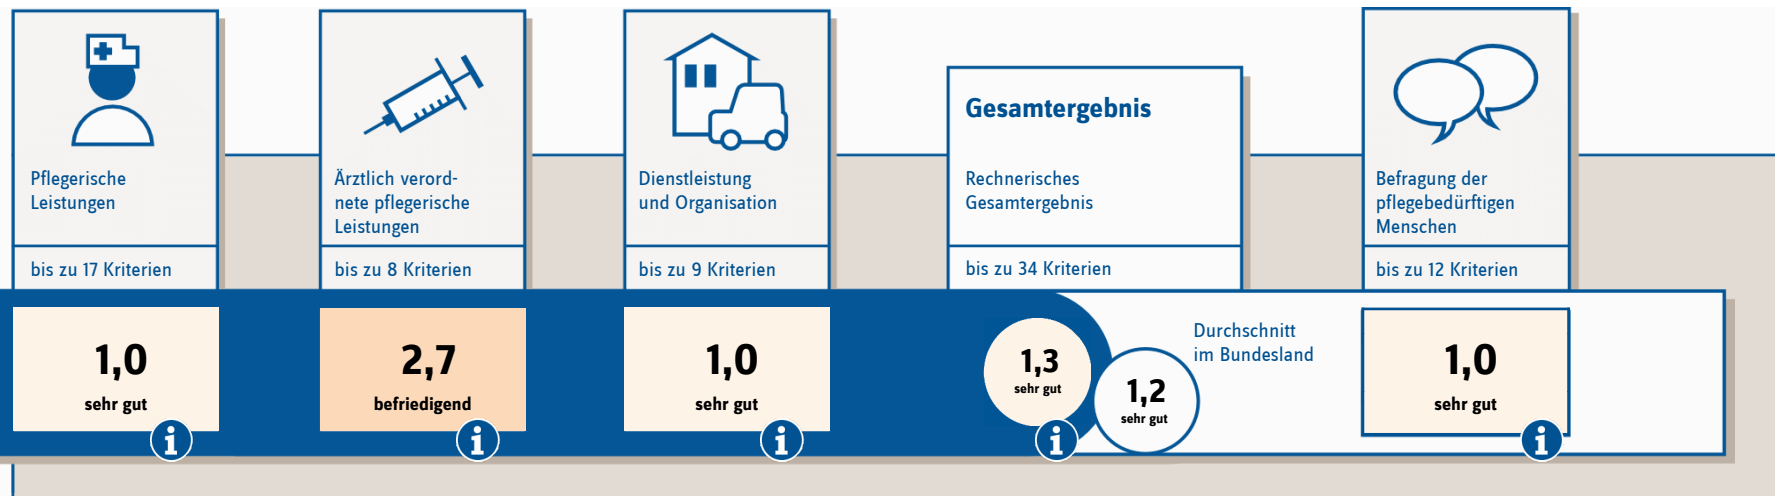 Pflegerische
Leistungen
bis zu 17 Kriterien
1,0
sehr gut
i
Ärztlich verord-
nete pflegerische
Leistungen
bis zu 8 Kriterien
2,7
befriedigend
i
Dienstleistung
und Organisation
bis zu 9 Kriterien
1,0
sehr gut
i
Gesamtergebnis
Rechnerisches
Gesamtergebnis
bis zu 34 Kriterien
1,3
sehr gut
i
Durchschnitt
im Bundesland
1,2
sehr gut
Befragung der
pflegebedürftigen
Menschen
bis zu 12 Kriterien
1,0
sehr gut
i